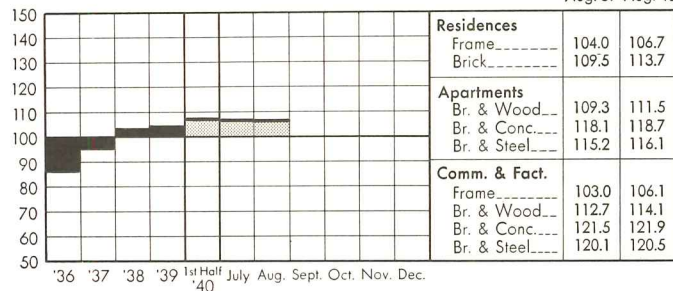 150
140
130
120
110
100
90
80
70
60
50
'36 '37 '38 '39 1st Half '40 July Aug. Sept. Oct. Nov. Dec.
Residences
Frame 104.0 106.7
Brick 109.5 113.7
Apartments
Br. & Wood 109.3 111.5
Br. & Conc. 118.1 118.7
Br. & Steel 115.2 116.1
Comm. & Fact.
Frame 103.0 106.1
Br. & Wood 112.7 114.1
Br. & Conc. 121.5 121.9
Br. & Steel 120.1 120.5